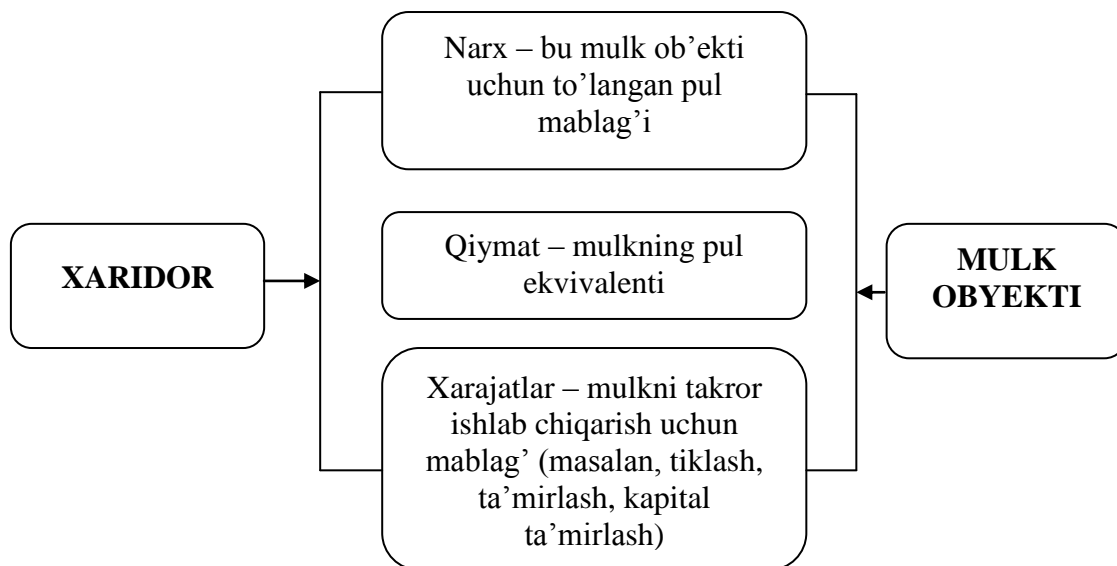 Narx – bu mulk ob’ekti
uchun to’langan pul
mablag’i
XARIDOR
Qiymat – mulkning pul
ekvivalenti
MULK
OBYEKTI
Xarajatlar – mulkni takror
ishlab chiqarish uchun
mablag’ (masalan, tiklash,
ta’mirlash, kapital
ta’mirlash)